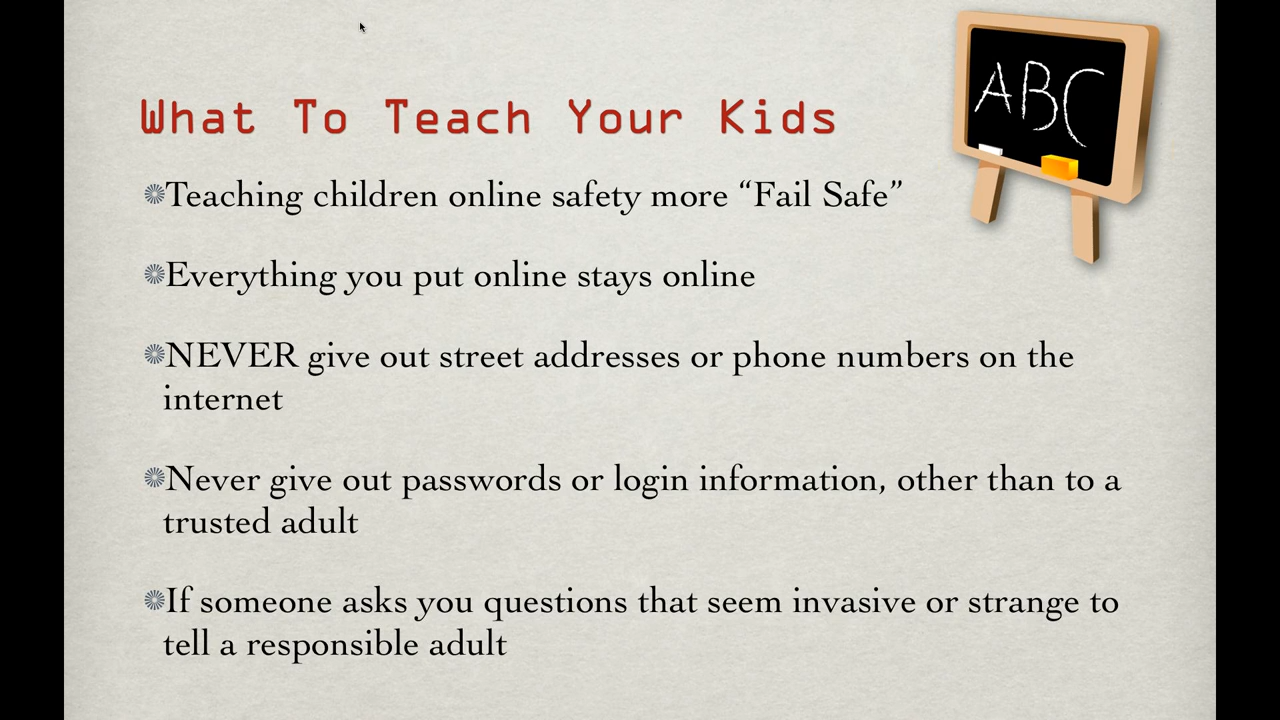 ABC
What To Teach Your Kids
Teaching children online safety more “Fail Safe”
Everything you put online stays online
NEVER give out street addresses or phone numbers on the
internet
Never give out passwords or login information, other than to a
trusted adult
If someone asks you questions that seem invasive or strange to
tell a responsible adult